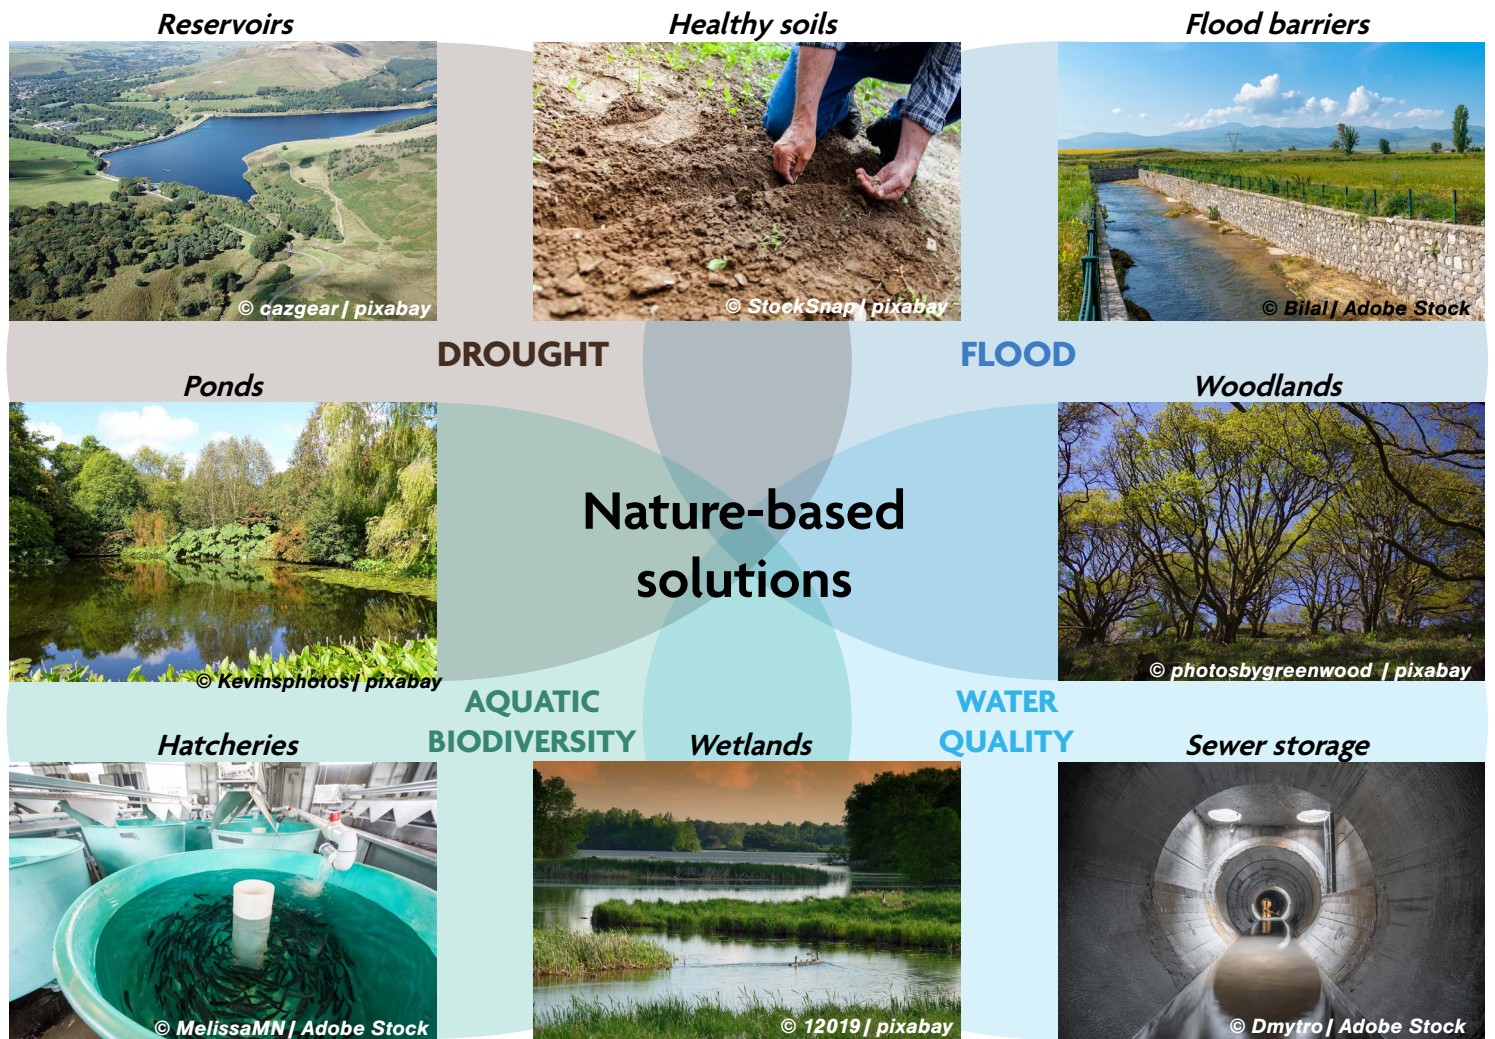 Reservoirs
Healthy soils
Flood barriers
© cazgear | pixabay
© StockSnap | pixabay
© Bilal | Adobe Stock
DROUGHT
FLOOD
Ponds
Woodlands
Nature-based
solutions
© Kevinsphotos | pixabay
© photosbygreenwood | pixabay
AQUATIC
BIODIVERSITY
WATER
QUALITY
Hatcheries
Wetlands
Sewer storage
© MelissaMN | Adobe Stock
© 12019 | pixabay
© Dmytro | Adobe Stock